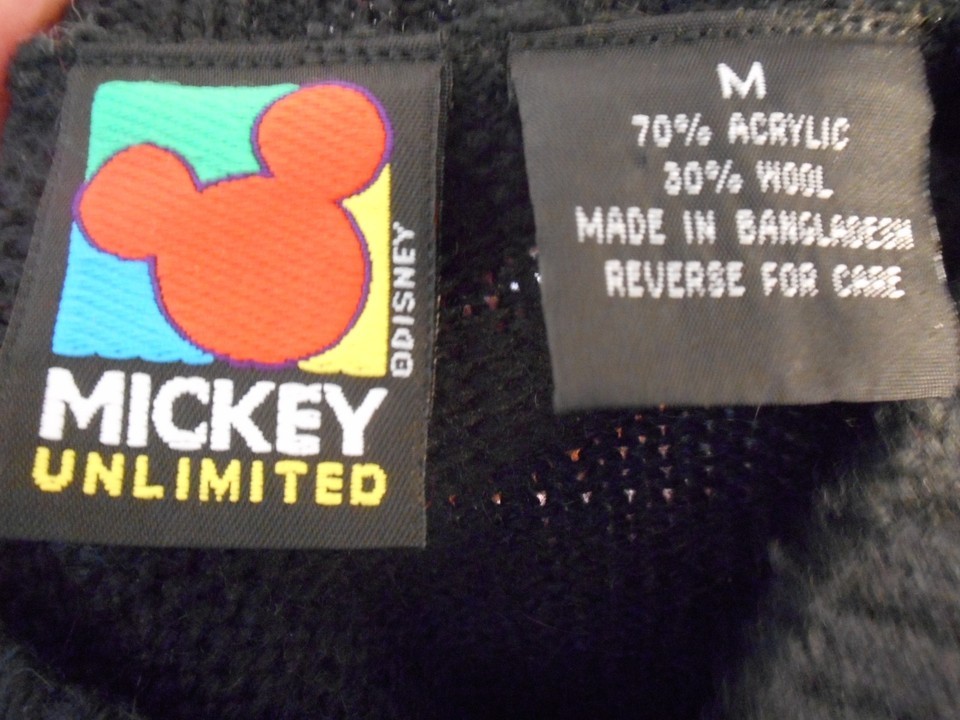 ©DISNEY
MICKEY
UNLIMITED
M
70% ACRYLIC
30% WOOL
MADE IN BANGLADESH
REVERSE FOR CARE